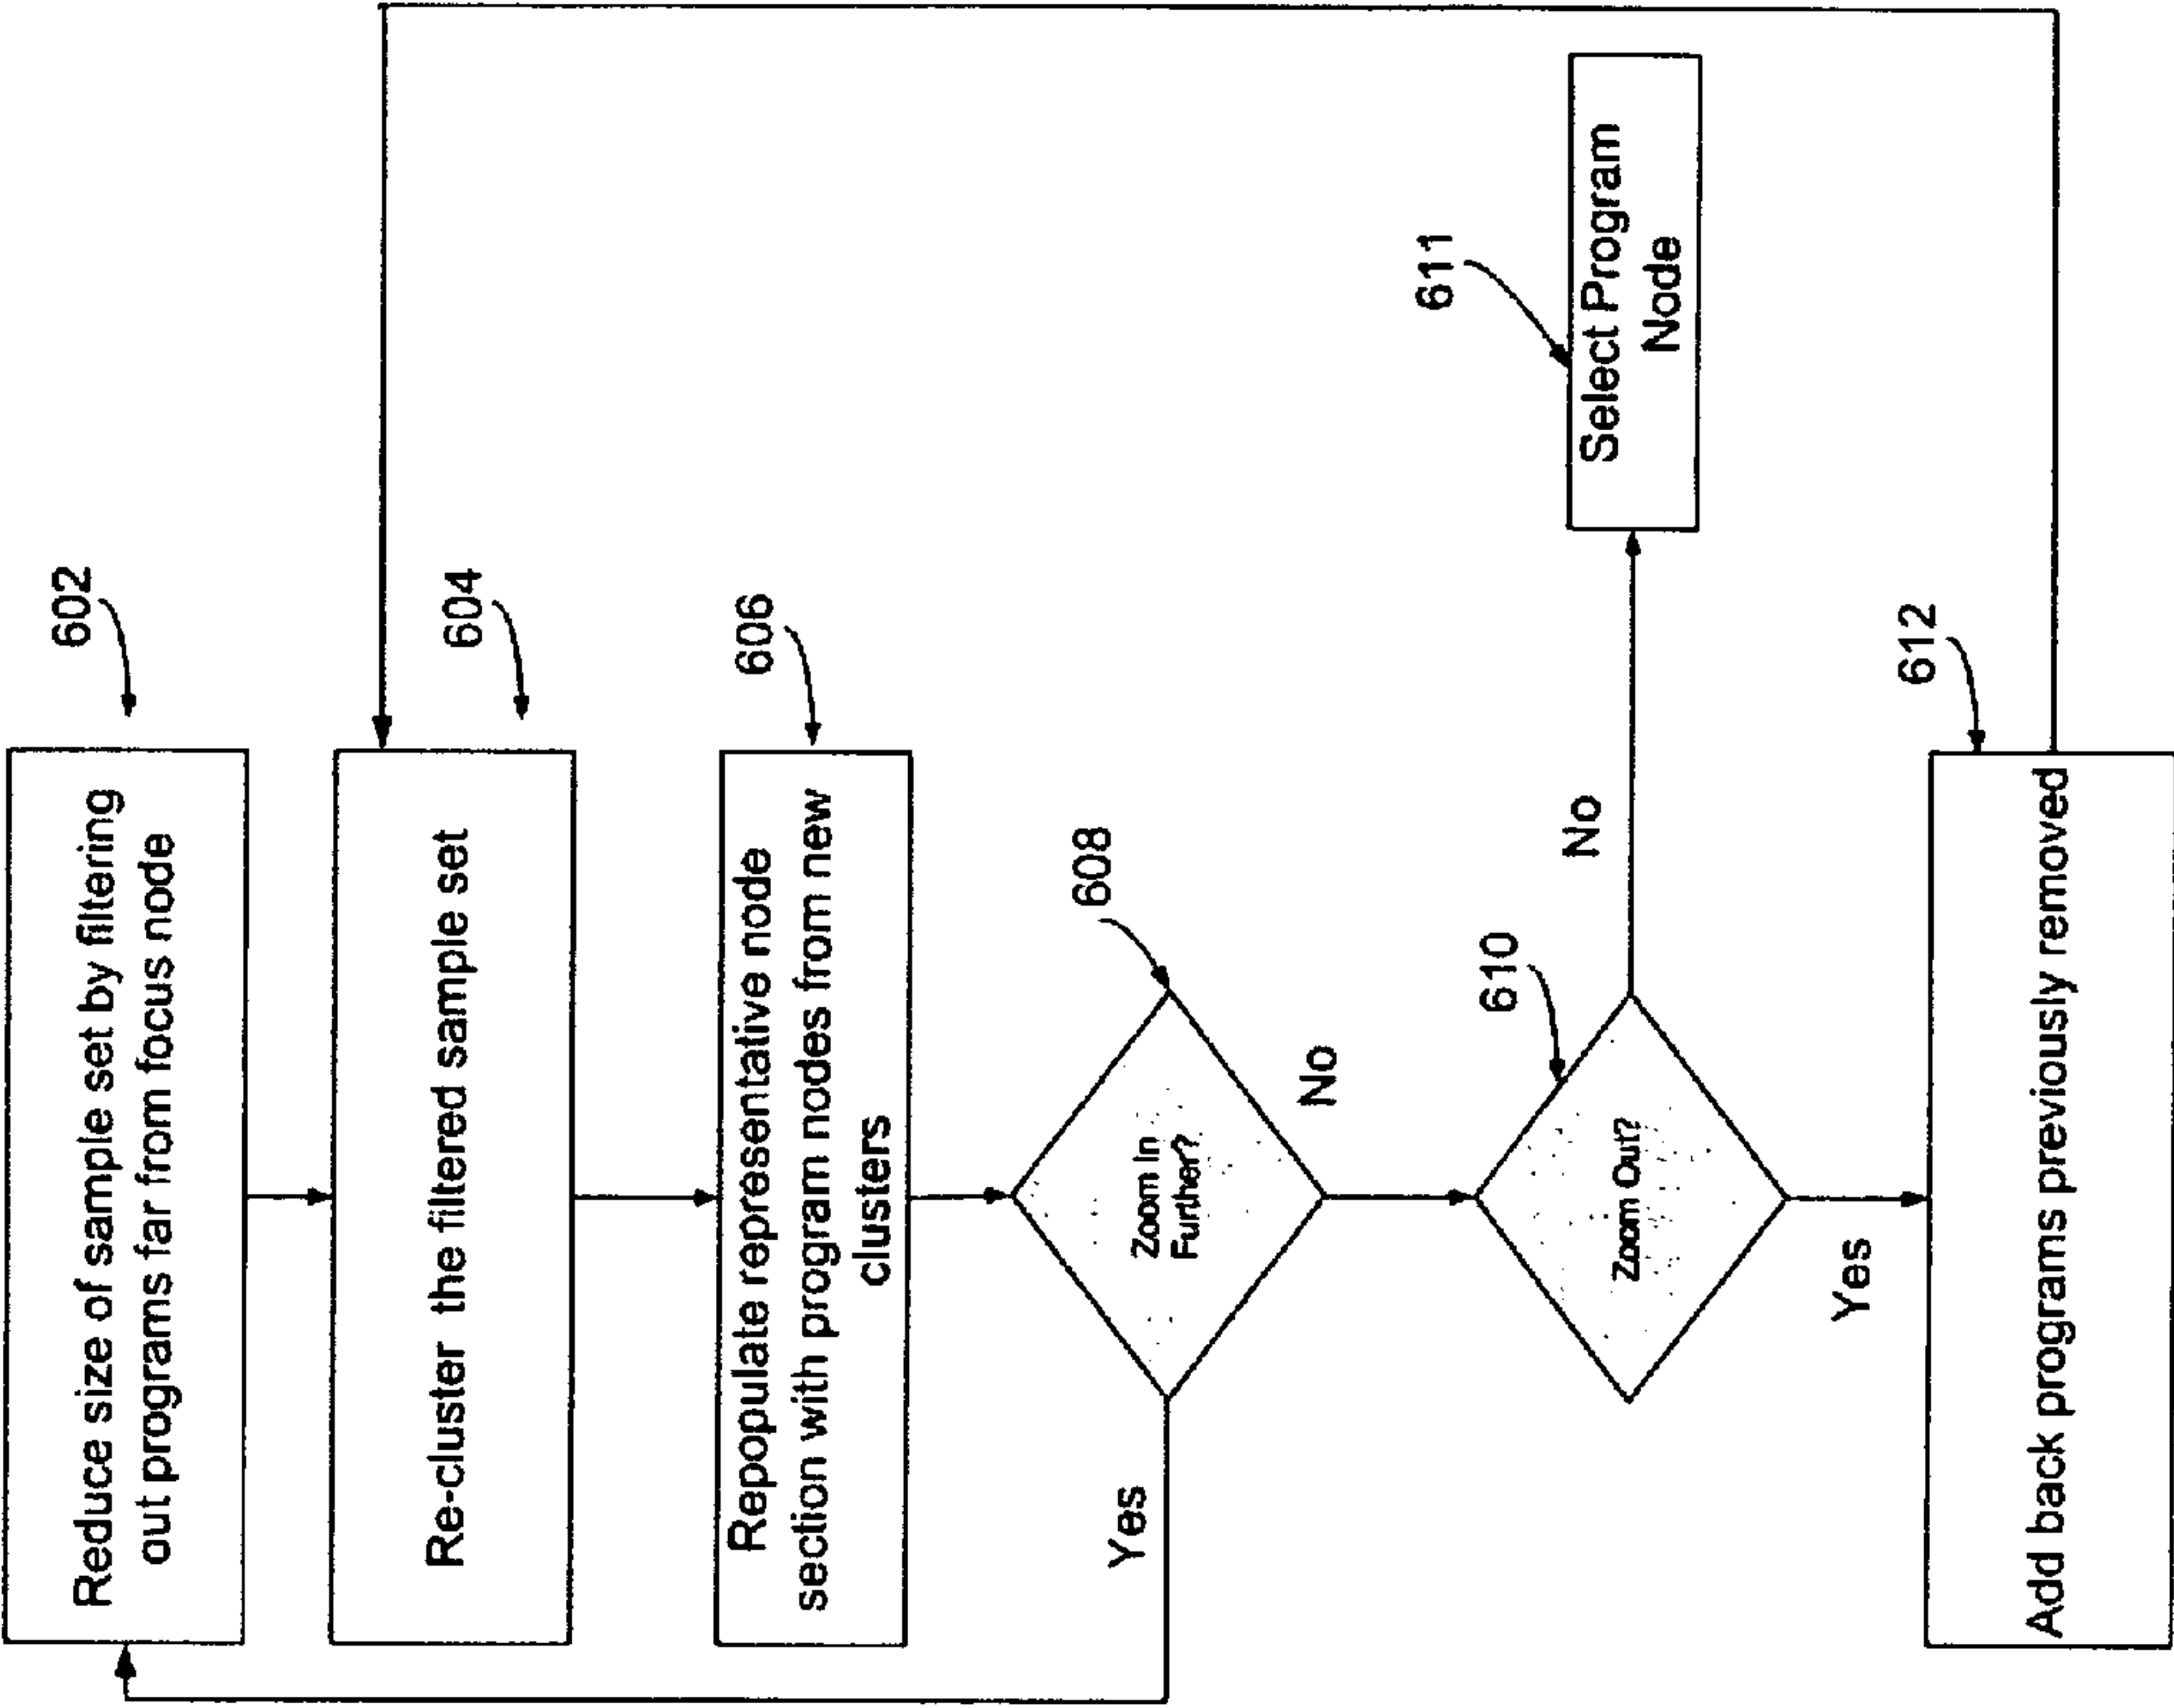 602
Reduce size of sample set by filtering
out programs far from focus node
604
Re-cluster the filtered sample set
606
Repopulate representative node
section with program nodes from new
clusters
608
Zoom In
Further?
Yes
No
610
Zoom Out?
No
611
Select Program
Node
Yes
612
Add back programs previously removed